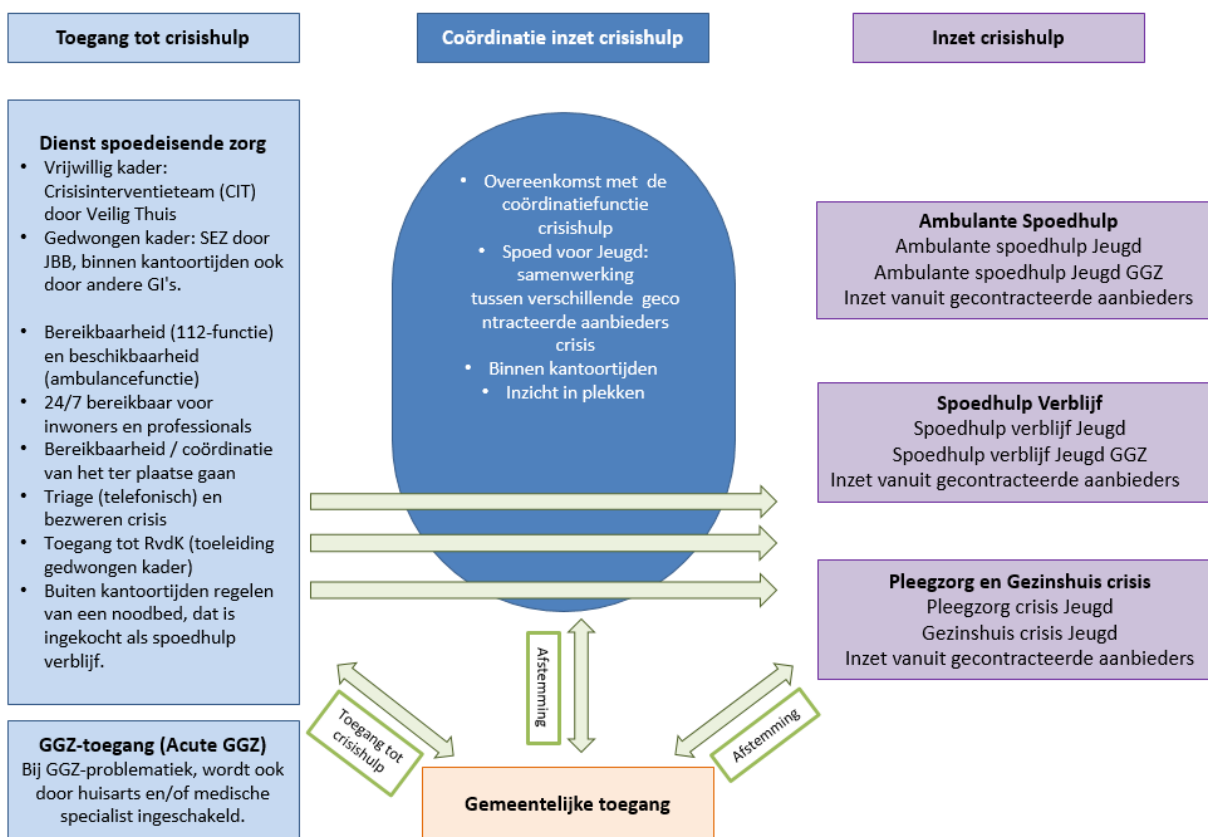 Toegang tot crisishulp
Coördinatie inzet crisishulp
Inzet crisishulp
Dienst spoedeisende zorg
• Vrijwillig kader:
Crisisinterventieteam (CIT)
door Veilig Thuis
• Gedwongen kader: SEZ door
JBB, binnen kantoortijden ook
door andere GI's.
• Bereikbaarheid (112-functie)
en beschikbaarheid
(ambulancefunctie)
• 24/7 bereikbaar voor
inwoners en professionals
• Bereikbaarheid / coördinatie
van het ter plaatse gaan
• Triage (telefonisch) en
bezweren crisis
• Toegang tot RvdK (toeleiding
gedwongen kader)
• Buiten kantoortijden regelen
van een noodbed, dat is
ingekocht als spoedhulp
verblijf.
GGZ-toegang (Acute GGZ)
Bij GGZ-problematiek, wordt ook
door huisarts en/of medische
specialist ingeschakeld.
• Overeenkomst met de
coördinatiefunctie
crisishulp
• Spoed voor Jeugd:
samenwerking
tussen verschillende geco
ntracteerde aanbieders
crisis
• Binnen kantoortijden
• Inzicht in plekken
Ambulante Spoedhulp
Ambulante spoedhulp Jeugd
Ambulante spoedhulp Jeugd GGZ
Inzet vanuit gecontracteerde aanbieders
Spoedhulp Verblijf
Spoedhulp verblijf Jeugd
Spoedhulp verblijf Jeugd GGZ
Inzet vanuit gecontracteerde aanbieders
Pleegzorg en Gezinshuis crisis
Pleegzorg crisis Jeugd
Gezinshuis crisis Jeugd
Inzet vanuit gecontracteerde aanbieders
Toegang tot
crisishulp
Afstemming
Afstemming
Gemeentelijke toegang